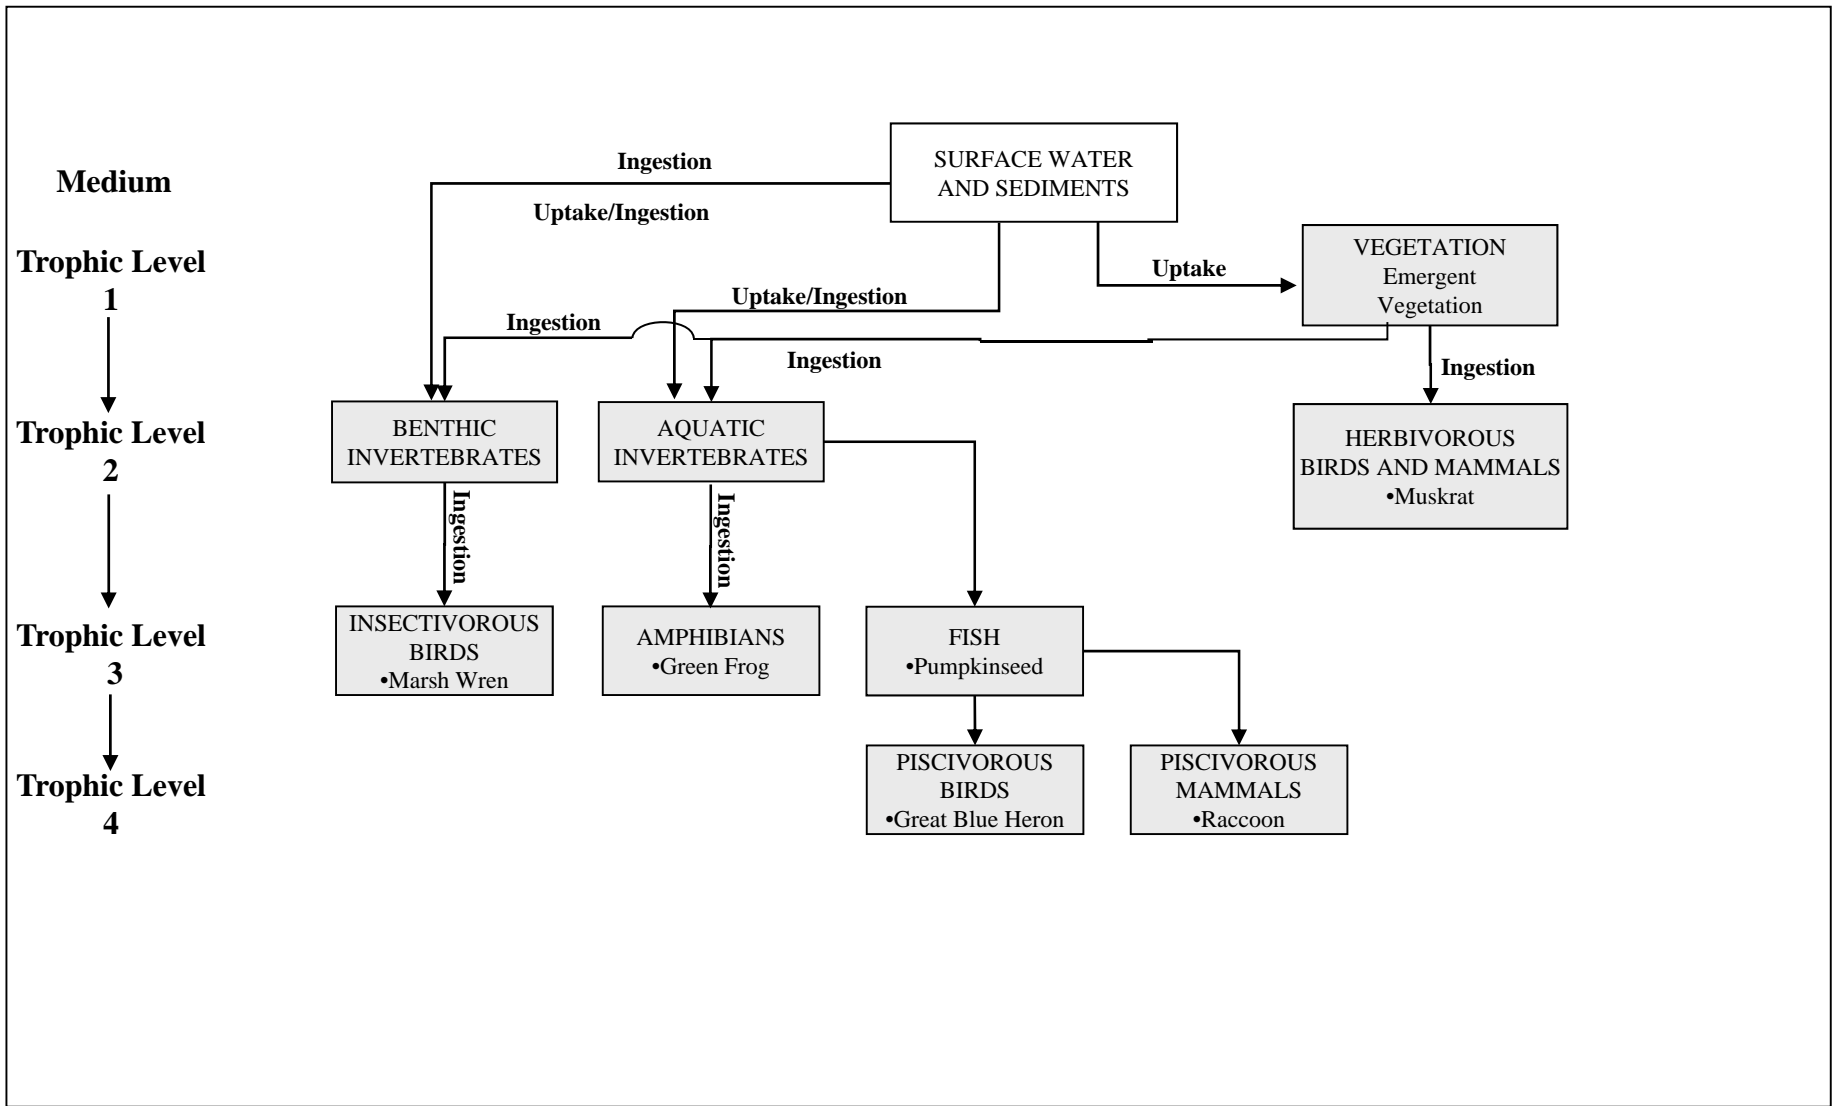 SURFACE WATER
AND SEDIMENTS
Ingestion
Medium
Uptake/Ingestion
Trophic Level
1
VEGETATION
Emergent
Vegetation
Uptake
Uptake/Ingestion
Ingestion
Ingestion
Ingestion
Trophic Level
2
BENTHIC
INVERTEBRATES
AQUATIC
INVERTEBRATES
HERBIVOROUS
BIRDS AND MAMMALS
•Muskrat
Ingestion
Ingestion
Trophic Level
3
INSECTIVOROUS
BIRDS
•Marsh Wren
AMPHIBIANS
•Green Frog
FISH
•Pumpkinseed
Trophic Level
4
PISCIVOROUS
BIRDS
•Great Blue Heron
PISCIVOROUS
MAMMALS
•Raccoon